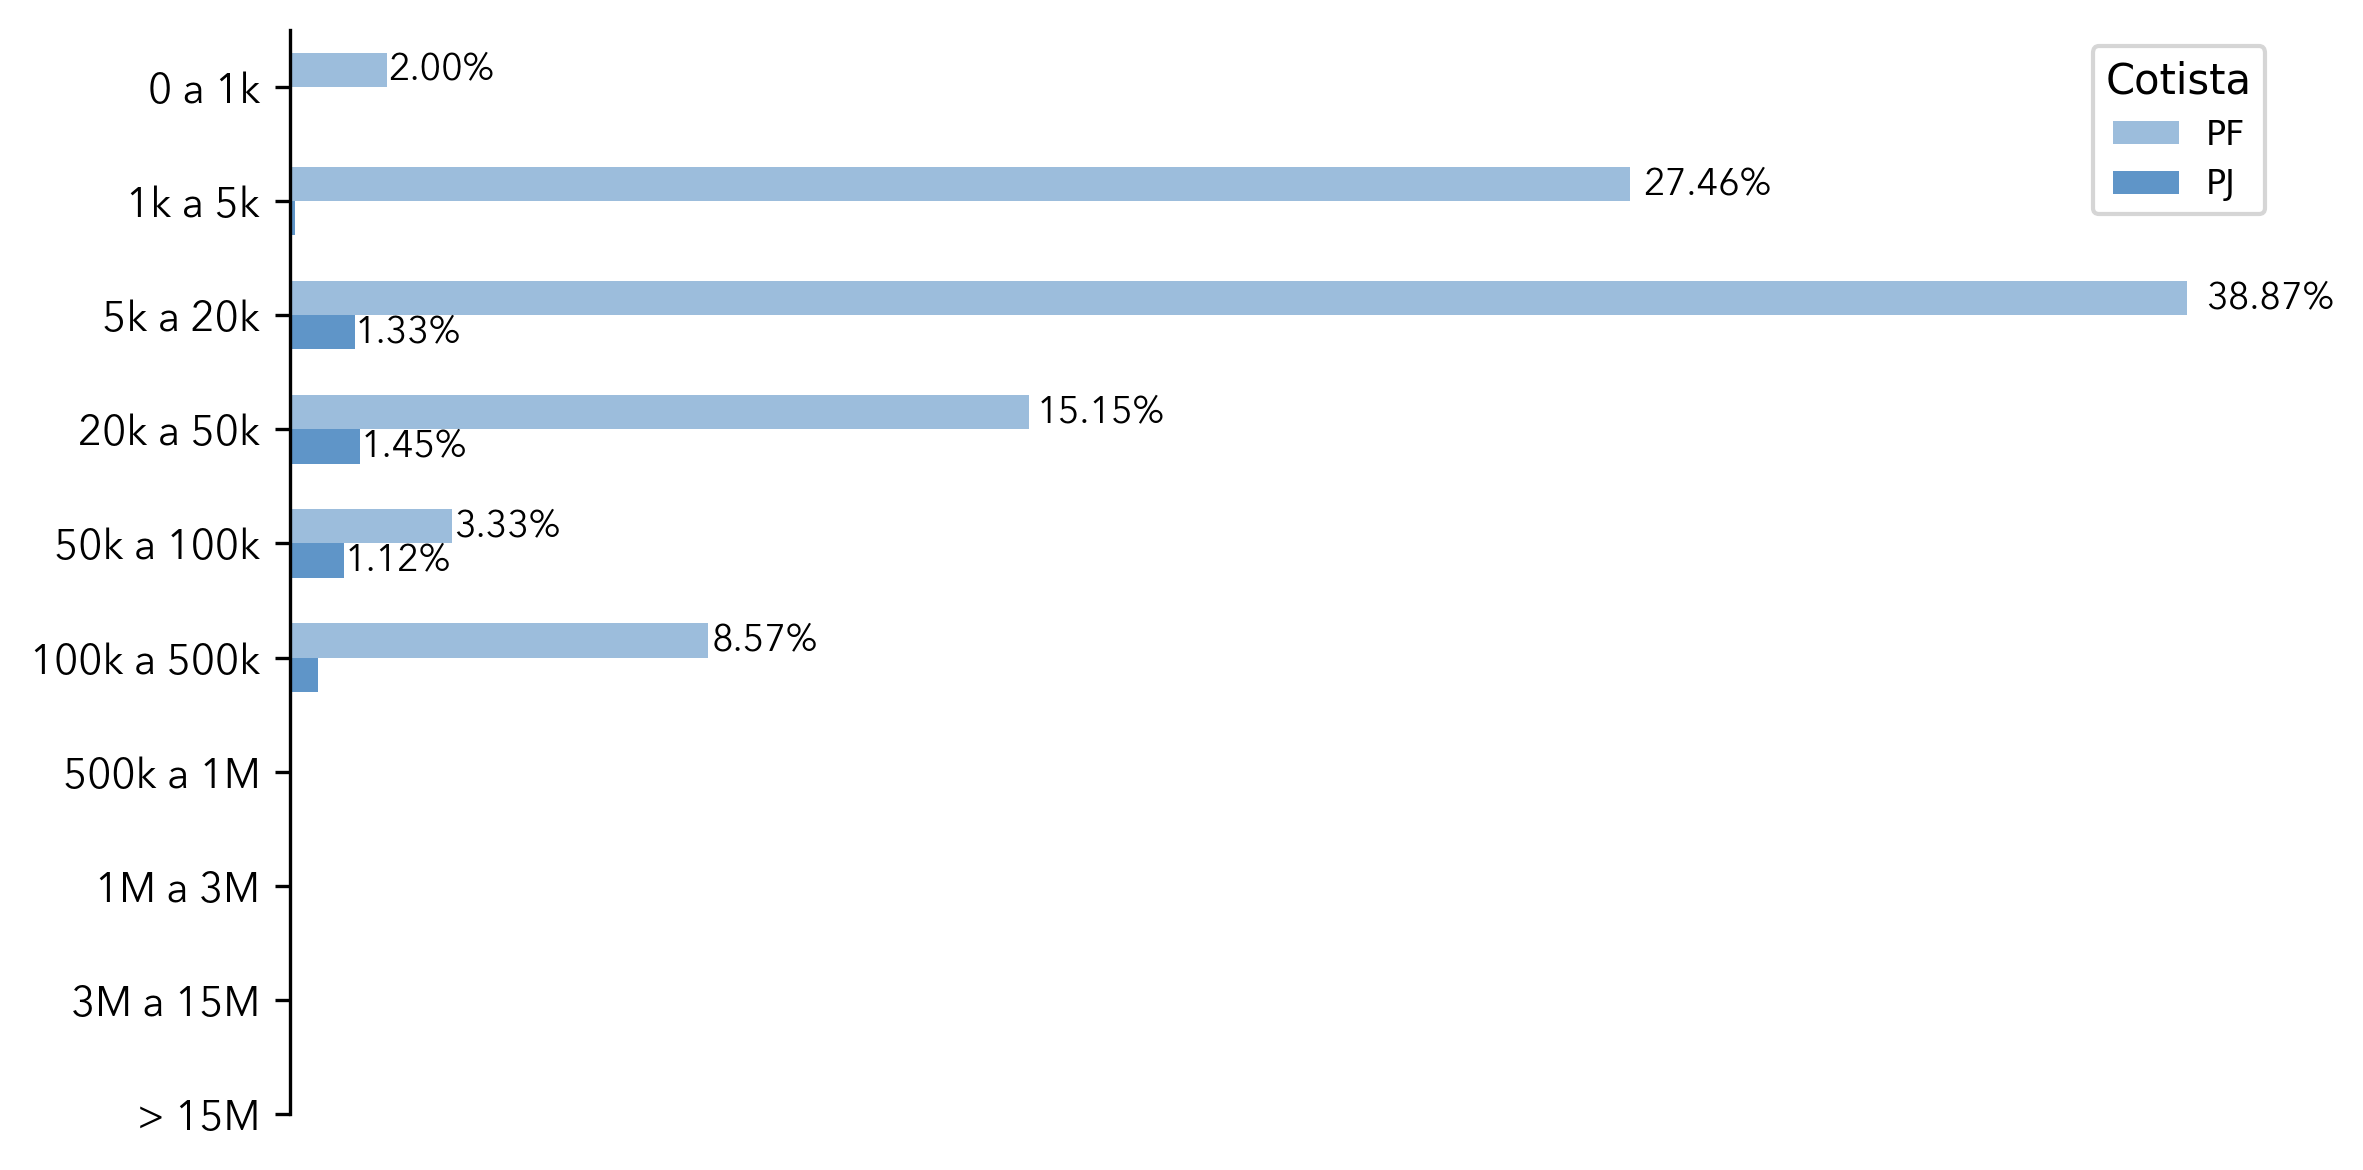 Cotista
PF
PJ
0 a 1k
2.00%
1k a 5k
27.46%
5k a 20k
38.87%
1.33%
20k a 50k
15.15%
1.45%
50k a 100k
3.33%
1.12%
100k a 500k
8.57%
500k a 1M
1M a 3M
3M a 15M
> 15M